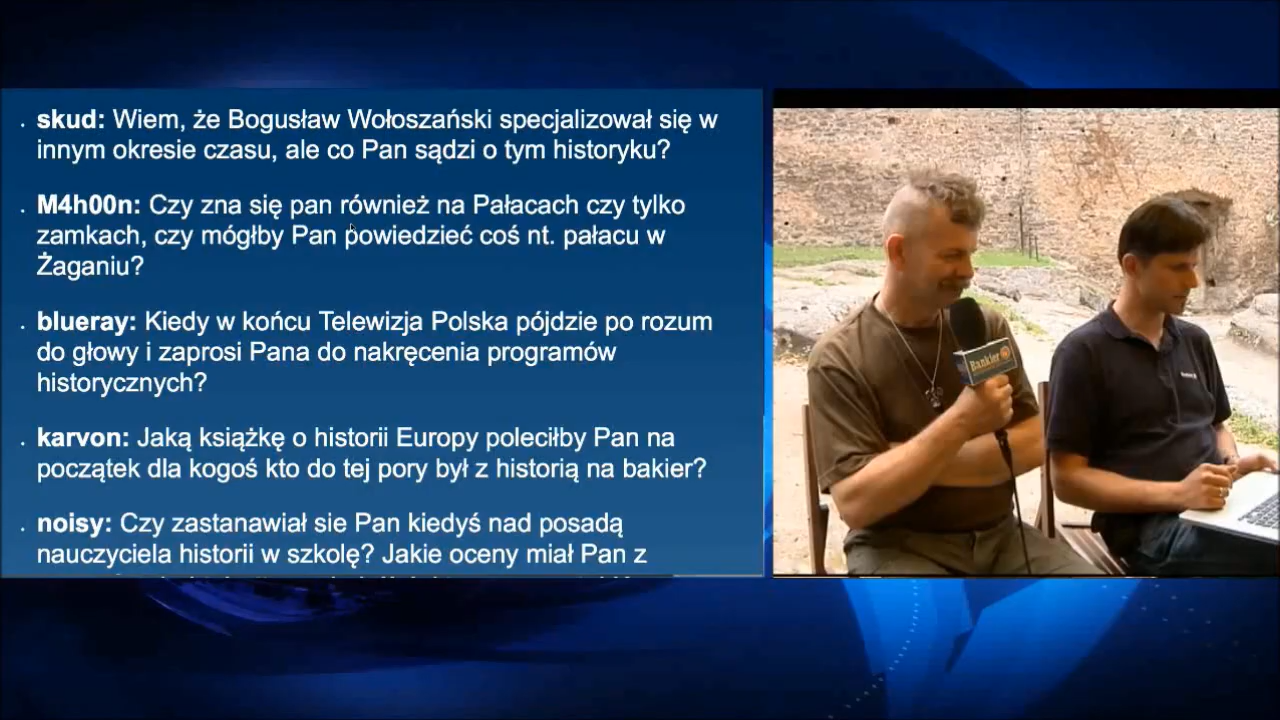 skud: Wiem, że Bogusław Wołoszański specjalizował się w
innym okresie czasu, ale co Pan sądzi o tym historyku?
M4h00n: Czy zna się pan również na Pałacach czy tylko
zamkach, czy mógłby Pan powiedzieć coś nt. pałacu w
Żaganiu?
blueray: Kiedy w końcu Telewizja Polska pójdzie po rozum
do głowy i zaprosi Pana do nakręcenia programów
historycznych?
karvon: Jaką książkę o historii Europy poleciłby Pan na
początek dla kogoś kto do tej pory był z historią na bakier?
noisy: Czy zastanawiał sie Pan kiedyś nad posadą
nauczyciela historii w szkolę? Jakie oceny miał Pan z
Bankier